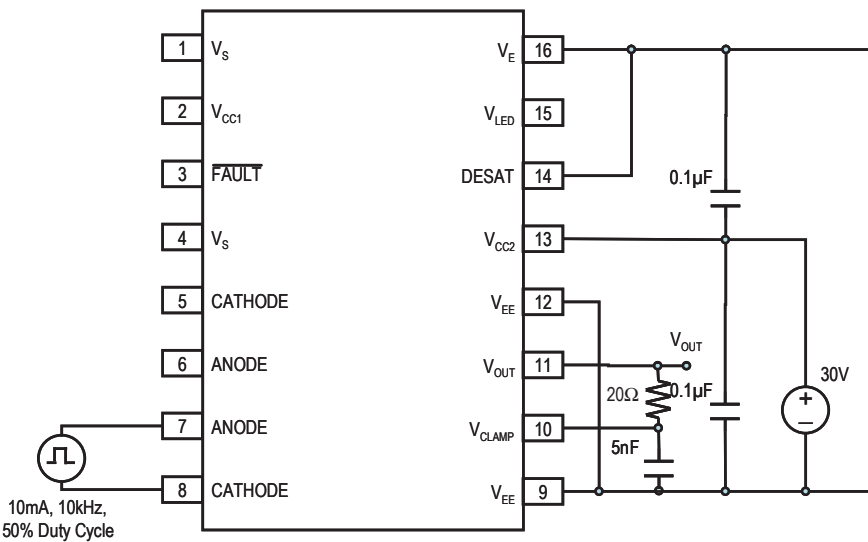 1 V_S
2 V_CC1
3 FAULT
4 V_S
5 CATHODE
6 ANODE
7 ANODE
8 CATHODE
10mA, 10kHz,
50% Duty Cycle
V_E 16
V_LED 15
DESAT 14
V_CC2 13
V_EE 12
V_OUT 11
V_CLAMP 10
V_EE 9
0.1µF
V_OUT
20Ω
0.1µF
5nF
30V
+
–